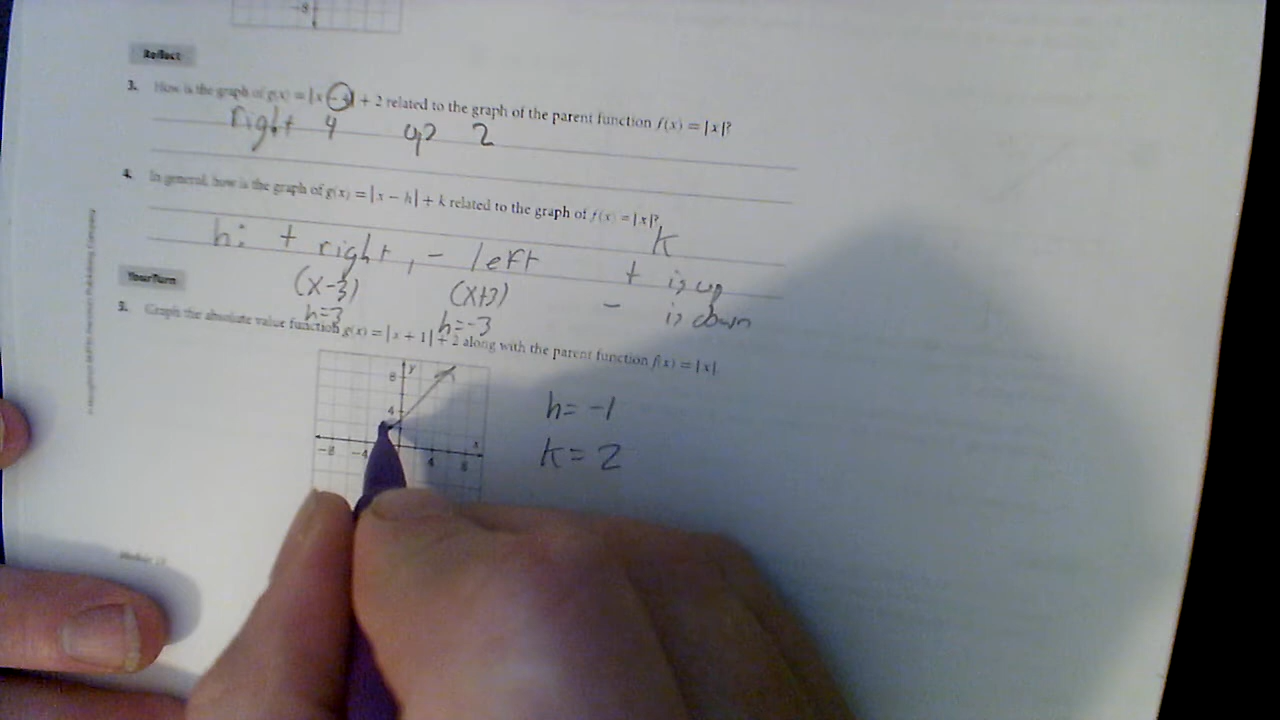 -8
Reflect
3. How is the graph of g(x) = |x - 4| + 2 related to the graph of the parent function f(x) = |x|?
right 4 up 2
4. In general, how is the graph of g(x) = |x - h| + k related to the graph of f(x) = |x|?
h: + right, - left K
(x-3) (x+3) + is up
h=3 h=-3 - is down
Your Turn
5. Graph the absolute value function g(x) = |x + 1| + 2 along with the parent function f(x) = |x|.
y
8
4
h= -1
x
-8 -4 4 8
k= 2